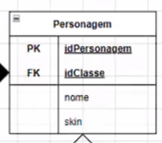 Personagem
PK idPersonagem
FK idClasse
nome
skin